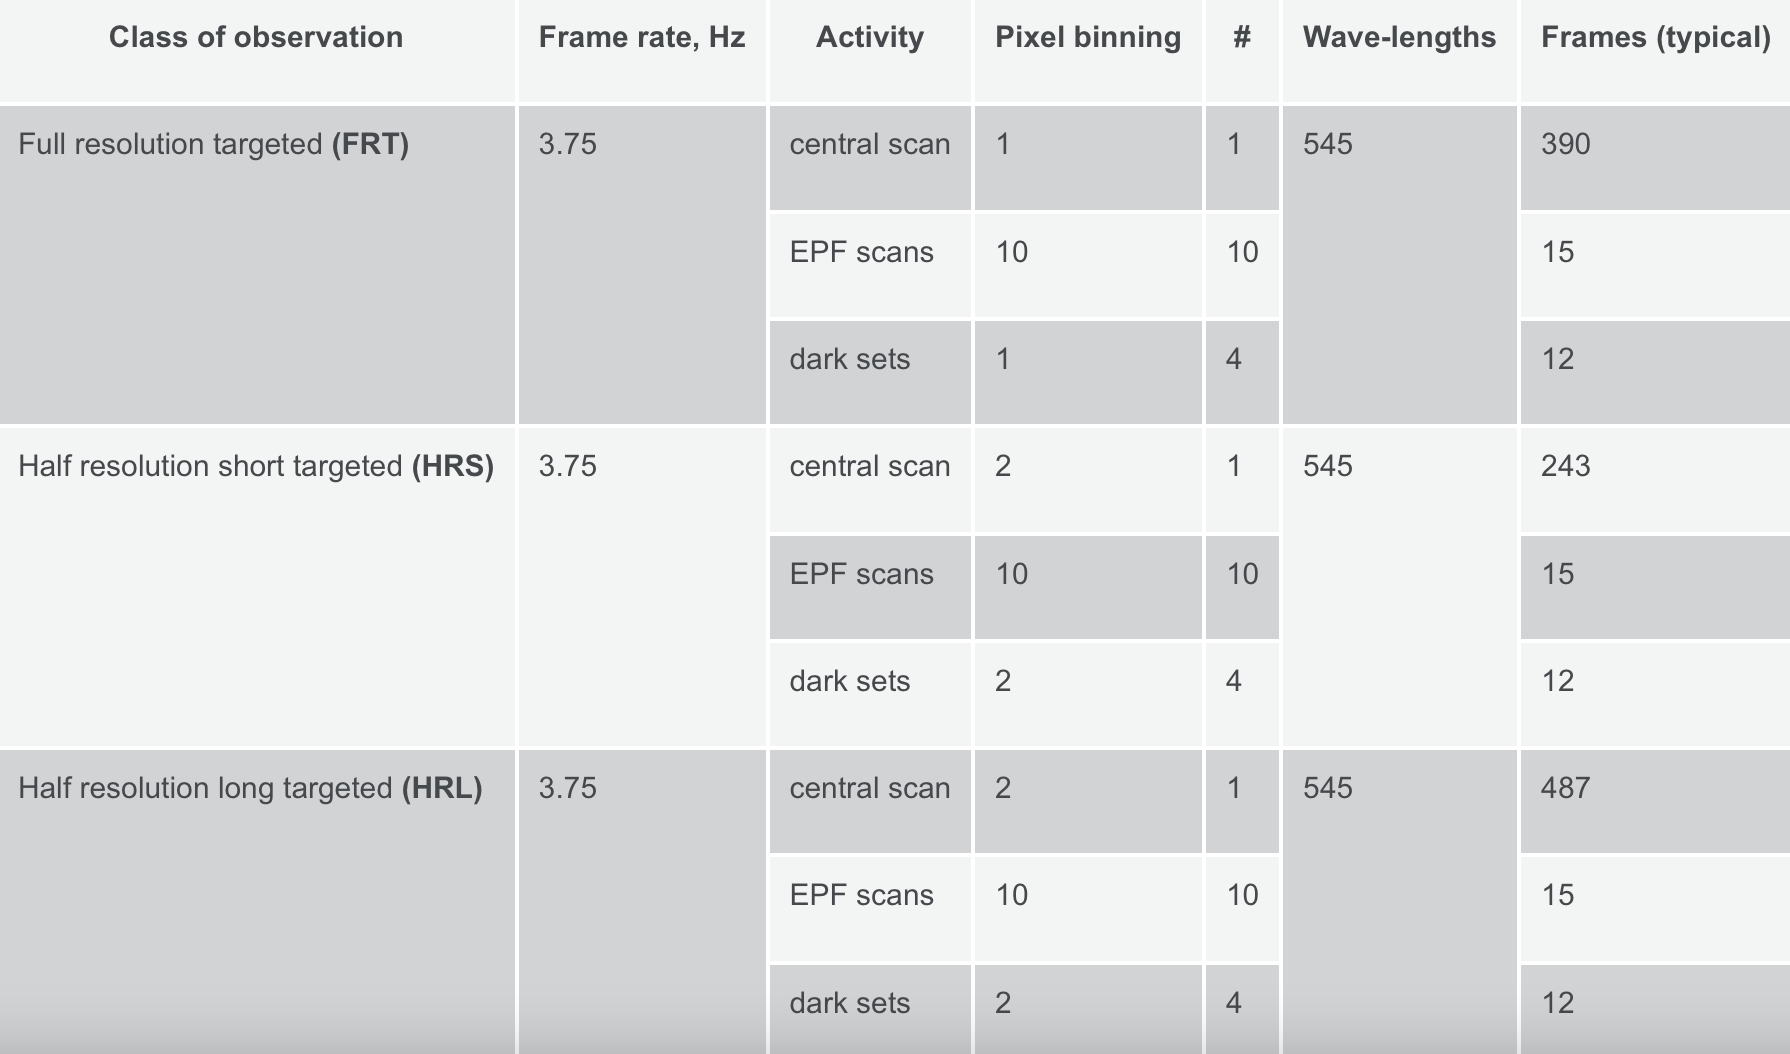 Class of observation Frame rate, Hz Activity Pixel binning # Wave-lengths Frames (typical)
Full resolution targeted (FRT) 3.75 central scan 1 1 545 390
EPF scans 10 10 15
dark sets 1 4 12
Half resolution short targeted (HRS) 3.75 central scan 2 1 545 243
EPF scans 10 10 15
dark sets 2 4 12
Half resolution long targeted (HRL) 3.75 central scan 2 1 545 487
EPF scans 10 10 15
dark sets 2 4 12